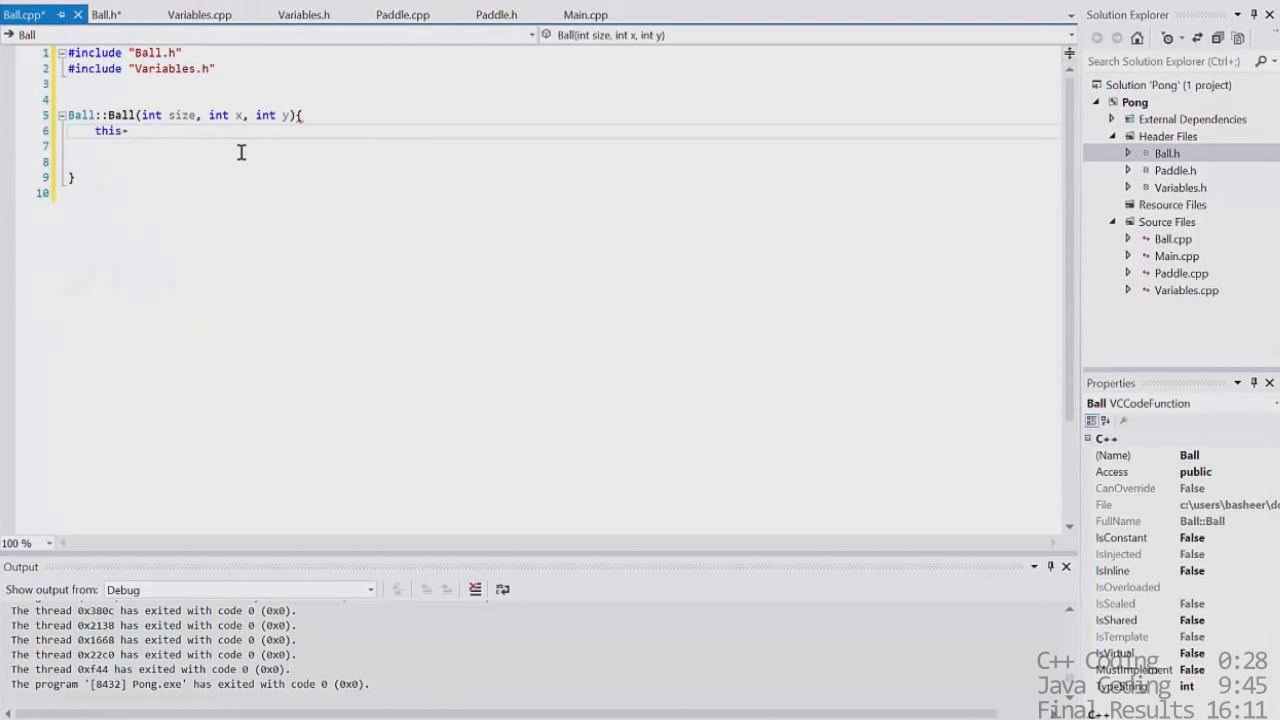 Ball.cpp*
Ball.h*
Variables.cpp
Variables.h
Paddle.cpp
Paddle.h
Main.cpp
Ball
Ball(int size, int x, int y)
1 #include "Ball.h"
2 #include "Variables.h"
3
4
5 Ball::Ball(int size, int x, int y){
6 this-
7
8
9 }
10
100 %
Output
Show output from: Debug
The thread 0x380c has exited with code 0 (0x0).
The thread 0x2138 has exited with code 0 (0x0).
The thread 0x1668 has exited with code 0 (0x0).
The thread 0x22c0 has exited with code 0 (0x0).
The thread 0xf44 has exited with code 0 (0x0).
The program '[8432] Pong.exe' has exited with code 0 (0x0).
Solution Explorer
Search Solution Explorer (Ctrl+;)
Solution 'Pong' (1 project)
Pong
External Dependencies
Header Files
Ball.h
Paddle.h
Variables.h
Resource Files
Source Files
Ball.cpp
Main.cpp
Paddle.cpp
Variables.cpp
Properties
Ball VCCodeFunction
C++
(Name) Ball
Access public
CanOverride False
File c:\users\basheer\do
FullName Ball::Ball
IsConstant False
IsInjected False
IsInline False
IsOverloaded
IsSealed False
IsShared False
IsTemplate False
IsVirtual False
MustImplement False
TypeString int
C++
C++ Coding 0:28
Java Coding 9:45
Final Results 16:11